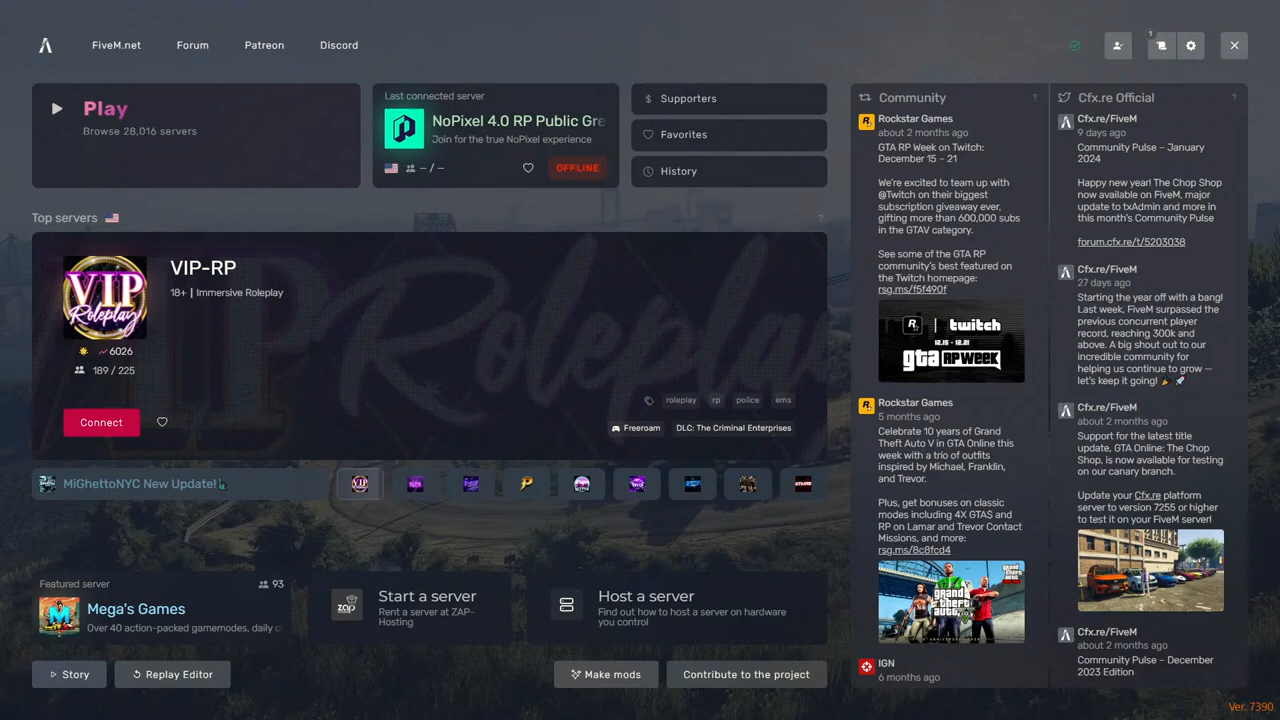 FiveM.net
Forum
Patreon
Discord
1
Play
Browse 28,016 servers
Last connected server
NoPixel 4.0 RP Public Gre
Join for the true NoPixel experience
– / –
OFFLINE
$ Supporters
Favorites
History
Top servers
?
VIP
Roleplay
VIP-RP
18+ | Immersive Roleplay
6026
189 / 225
Connect
roleplay
rp
police
ems
Freeroam
DLC: The Criminal Enterprises
MiGhettoNYC New Update!
Featured server
93
Mega's Games
Over 40 action-packed gamemodes, daily c
ZAP
Start a server
Rent a server at ZAP-
Hosting
Host a server
Find out how to host a server on hardware
you control
Story
Replay Editor
Make mods
Contribute to the project
Community
?
Rockstar Games
about 2 months ago
GTA RP Week on Twitch:
December 15 – 21
We're excited to team up with
@Twitch on their biggest
subscription giveaway ever,
gifting more than 600,000 subs
in the GTAV category.
See some of the GTA RP
community's best featured on
the Twitch homepage:
rsg.ms/f5f490f
R★ | twitch
12.15 - 12.21
gta RP WEEK
Rockstar Games
5 months ago
Celebrate 10 years of Grand
Theft Auto V in GTA Online this
week with a trio of outfits
inspired by Michael, Franklin,
and Trevor.
Plus, get bonuses on classic
modes including 4X GTA$ and
RP on Lamar and Trevor Contact
Missions, and more:
rsg.ms/8c8fcd4
grand
theft
auto
IGN
6 months ago
Cfx.re Official
?
Cfx.re/FiveM
9 days ago
Community Pulse – January
2024
Happy new year! The Chop Shop
now available on FiveM, major
update to txAdmin and more in
this month's Community Pulse
forum.cfx.re/t/5203038
Cfx.re/FiveM
27 days ago
Starting the year off with a bang!
Last week, FiveM surpassed the
previous concurrent player
record, reaching 300k and
above. A big shout out to our
incredible community for
helping us continue to grow —
let's keep it going! 🎉 🚀
Cfx.re/FiveM
about 2 months ago
Support for the latest title
update, GTA Online: The Chop
Shop, is now available for testing
on our canary branch.
Update your Cfx.re platform
server to version 7255 or higher
to test it on your FiveM server!
Cfx.re/FiveM
about 2 months ago
Community Pulse – December
2023 Edition
Ver. 7390